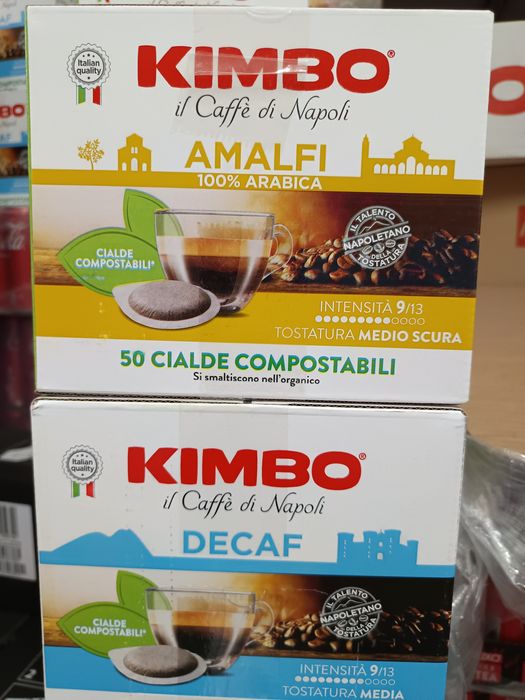 Italian
quality
KIMBO®
il Caffè di Napoli
AMALFI
100% ARABICA
CIALDE
COMPOSTABILI*
IL TALENTO
NAPOLETANO
DELLA
TOSTATURA
INTENSITÀ 9/13
TOSTATURA MEDIO SCURA
50 CIALDE COMPOSTABILI
Si smaltiscono nell'organico
Italian
quality
KIMBO®
il Caffè di Napoli
DECAF
CIALDE
COMPOSTABILI*
IL TALENTO
NAPOLETANO
DELLA
TOSTATURA
INTENSITÀ 9/13
TOSTATURA MEDIA